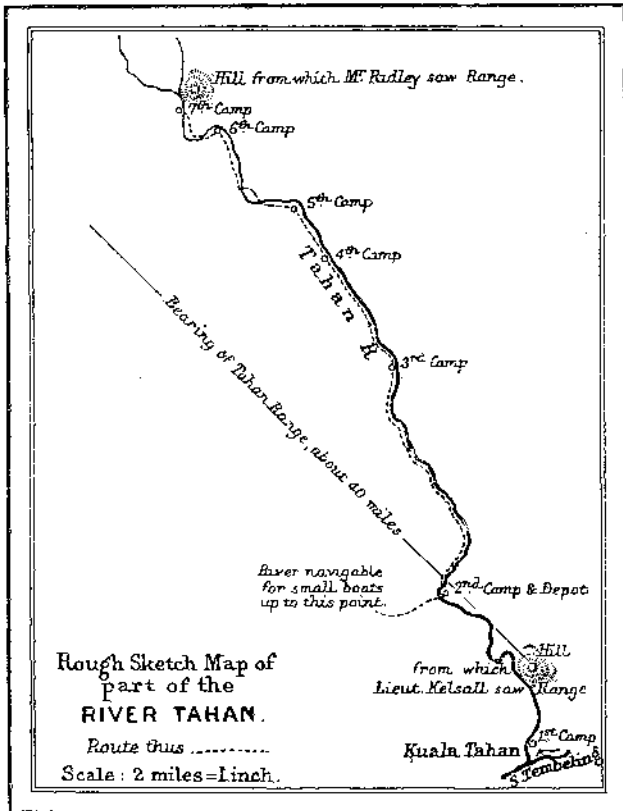 Hill from which Mr. Ridley saw Range.
7th Camp
6th Camp
5th Camp
4th Camp
Tahan R
3rd Camp
Bearing of Tahan Range, about 40 miles
River navigable
for small boats
up to this point.
2nd Camp & Depot
Hill
from which
Lieut. Kelsall saw Range
Rough Sketch Map of
part of the
RIVER TAHAN.
Route thus ..........
Scale: 2 miles = 1 inch.
1st Camp
Kuala Tahan
S. Tembeling